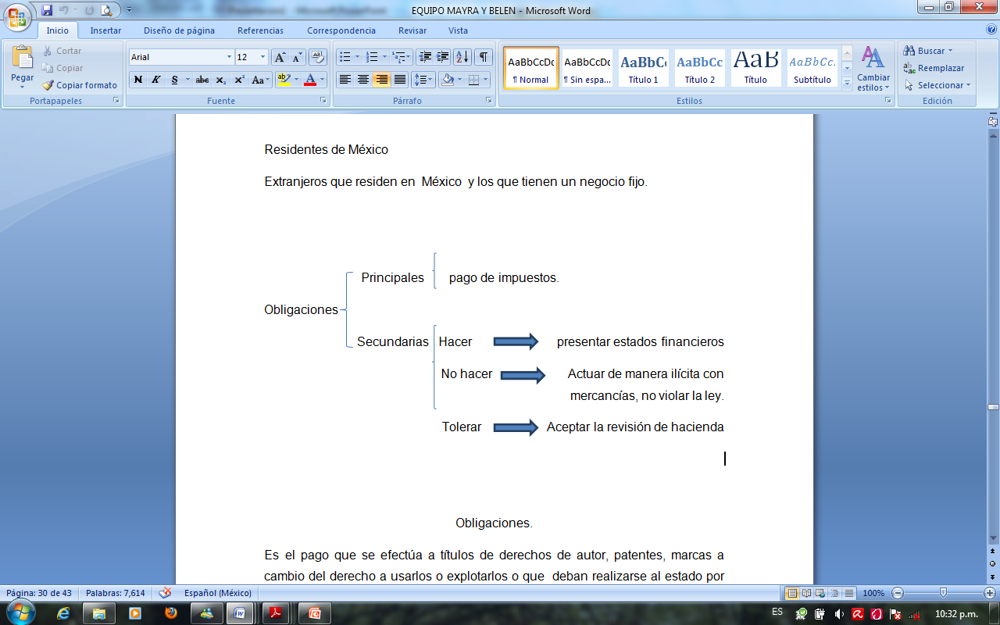 EQUIPO MAYRA Y BELEN - Microsoft Word
Inicio Insertar Diseño de página Referencias Correspondencia Revisar Vista
Pegar
Cortar
Copiar
Copiar formato
Portapapeles
Arial 12
N K S abc x₂ x² Aa
Fuente
Párrafo
AaBbCcDc AaBbCcDc AaBbCc AaBbCc AaB AaBbCc.
¶ Normal ¶ Sin espa... Título 1 Título 2 Título Subtítulo
Cambiar estilos
Estilos
Buscar
Reemplazar
Seleccionar
Edición
Residentes de México
Extranjeros que residen en México y los que tienen un negocio fijo.
Principales pago de impuestos.
Obligaciones
Secundarias Hacer presentar estados financieros
No hacer Actuar de manera ilícita con
mercancías, no violar la ley.
Tolerar Aceptar la revisión de hacienda
Obligaciones.
Es el pago que se efectúa a títulos de derechos de autor, patentes, marcas a
cambio del derecho a usarlos o explotarlos o que deban realizarse al estado por
Página: 30 de 43 Palabras: 7,614 Español (México) 100%
ES 10:32 p.m.